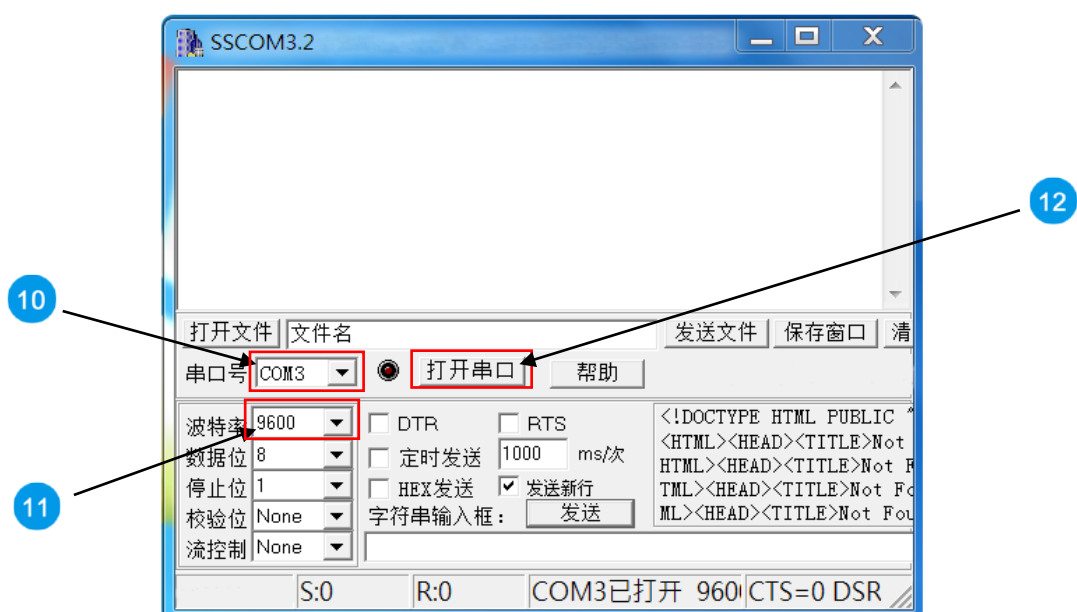 SSCOM3.2
12
10
打开文件 文件名 发送文件 保存窗口 清
串口号 COM3 打开串口 帮助
波特率 9600 DTR RTS
数据位 8 定时发送 1000 ms/次
停止位 1 HEX发送 发送新行
校验位 None 字符串输入框： 发送
流控制 None
<!DOCTYPE HTML PUBLIC "
<HTML><HEAD><TITLE>Not
HTML><HEAD><TITLE>Not F
TML><HEAD><TITLE>Not Fo
ML><HEAD><TITLE>Not Fou
11
S:0 R:0 COM3已打开 960 CTS=0 DSR